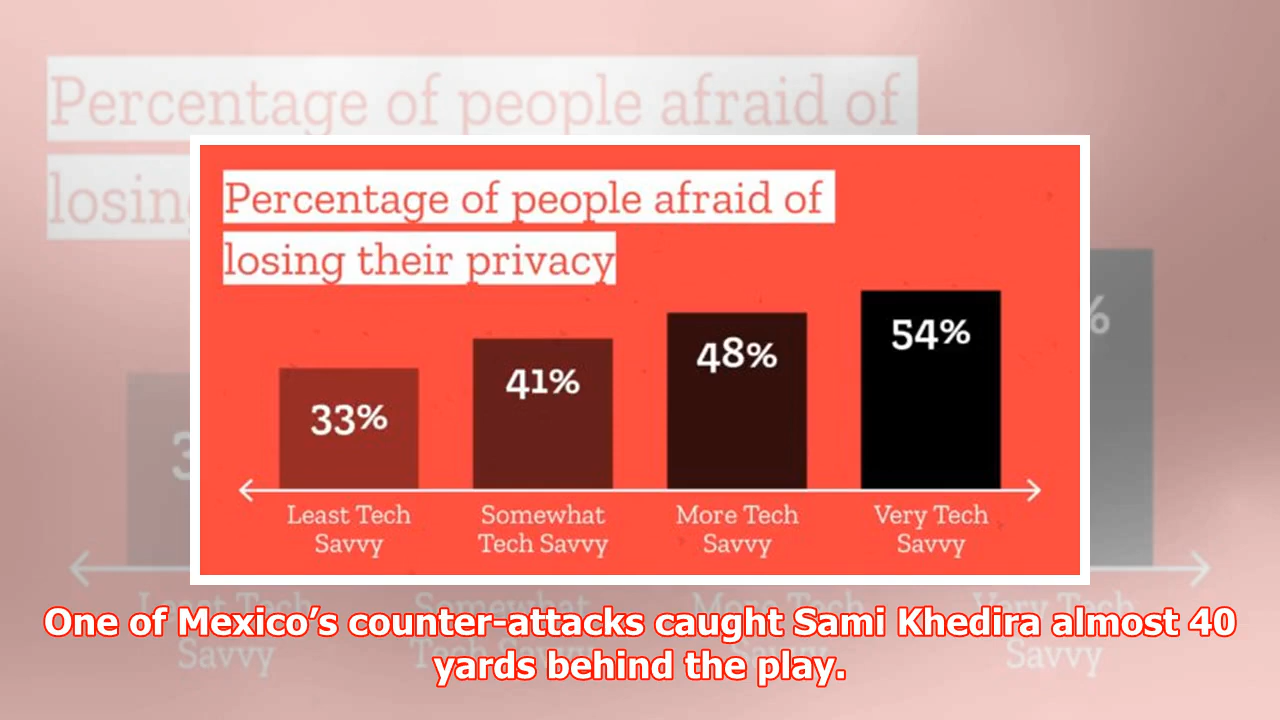 Percentage of people afraid of
losing their privacy
33%
41%
48%
54%
Least Tech
Savvy
Somewhat
Tech Savvy
More Tech
Savvy
Very Tech
Savvy
One of Mexico’s counter-attacks caught Sami Khedira almost 40
yards behind the play.